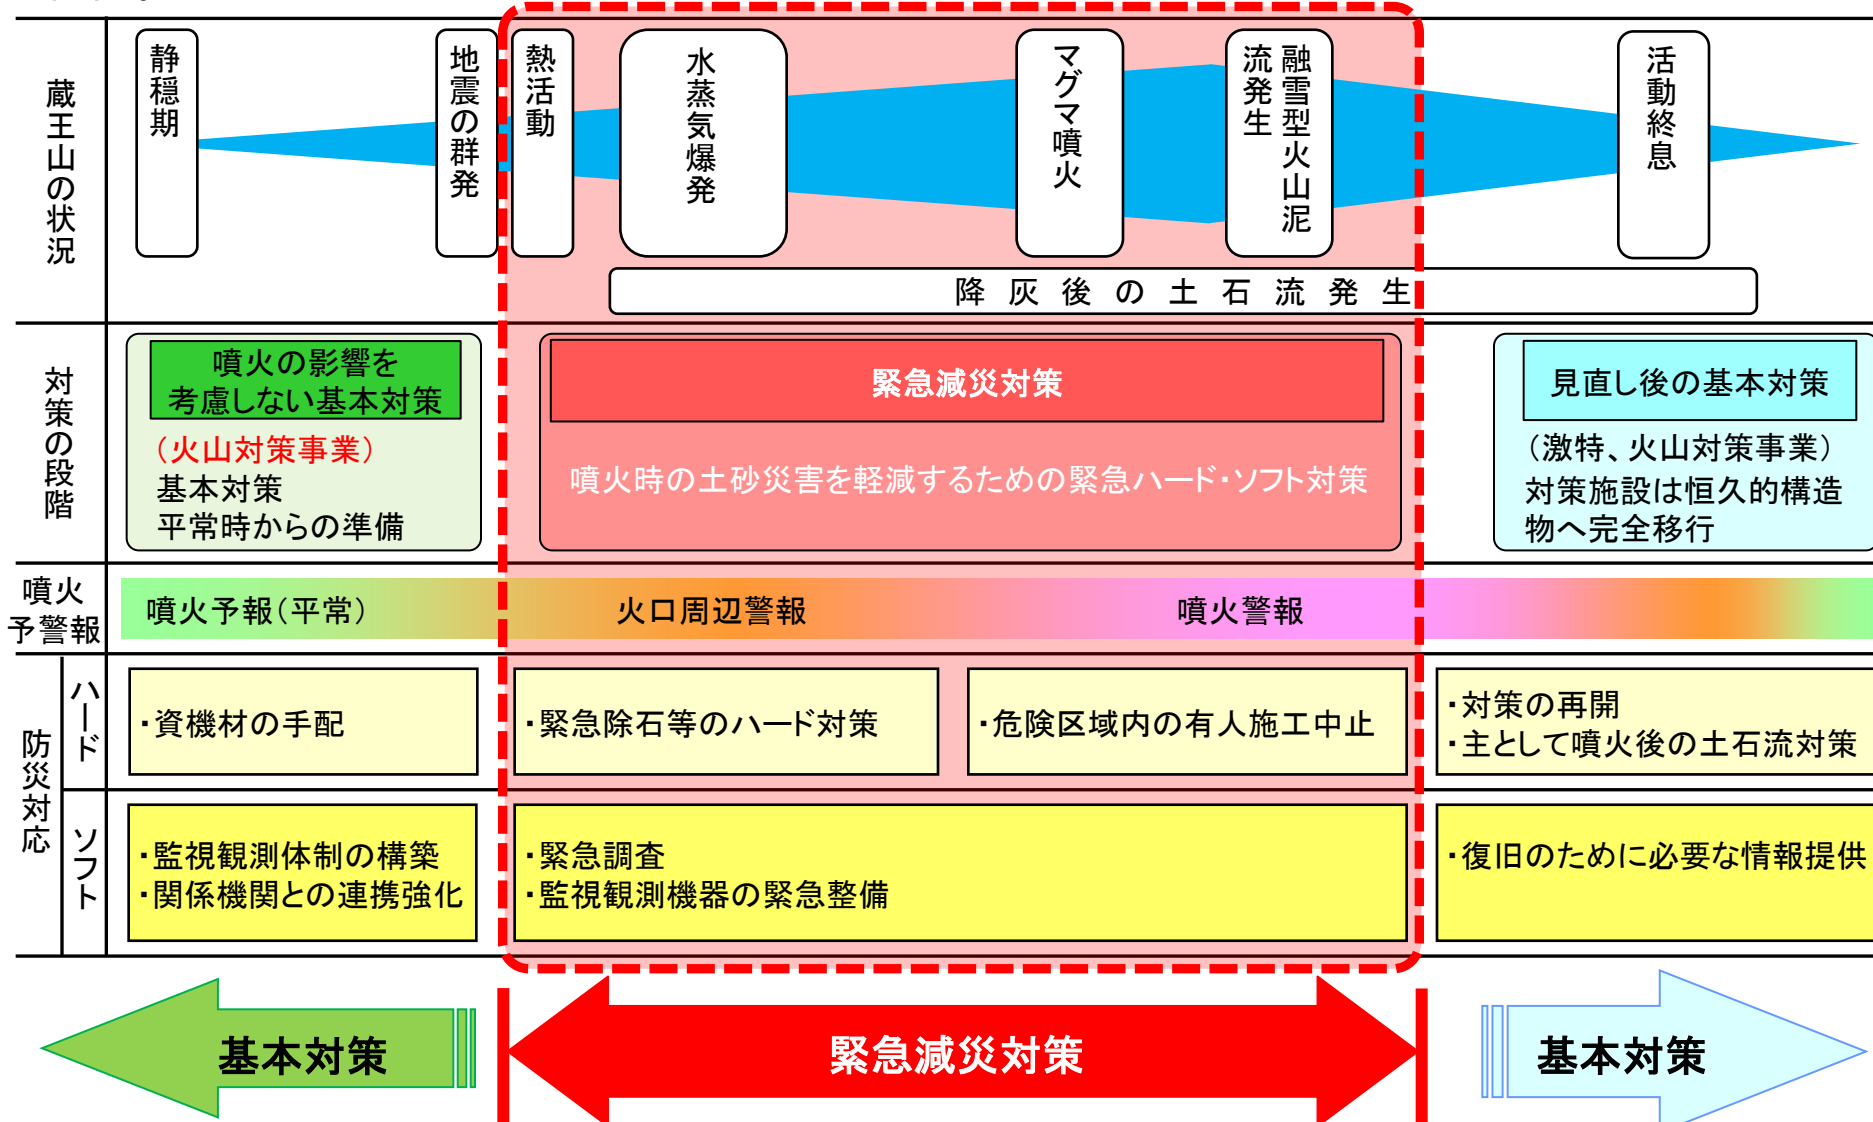 蔵王山の状況
静穏期
地震の群発
熱活動
水蒸気爆発
マグマ噴火
融雪型火山泥
流発生
活動終息
降灰後の土石流発生
対策の段階
噴火の影響を
考慮しない基本対策
（火山対策事業）
基本対策
平常時からの準備
緊急減災対策
噴火時の土砂災害を軽減するための緊急ハード・ソフト対策
見直し後の基本対策
（激特、火山対策事業）
対策施設は恒久的構造
物へ完全移行
噴火
予警報
噴火予報（平常）
火口周辺警報
噴火警報
防災対応
ハード
・資機材の手配
・緊急除石等のハード対策
・危険区域内の有人施工中止
・対策の再開
・主として噴火後の土石流対策
ソフト
・監視観測体制の構築
・関係機関との連携強化
・緊急調査
・監視観測機器の緊急整備
・復旧のために必要な情報提供
基本対策
緊急減災対策
基本対策